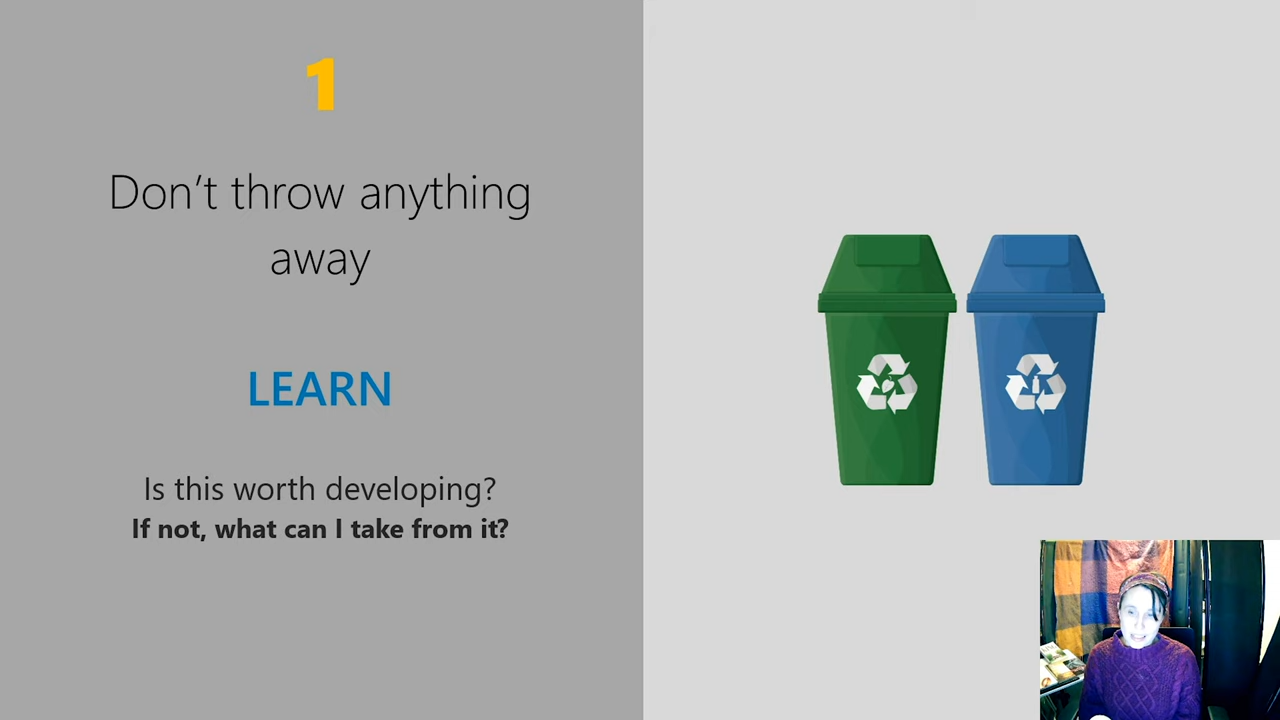 1
Don't throw anything
away
LEARN
Is this worth developing?
If not, what can I take from it?